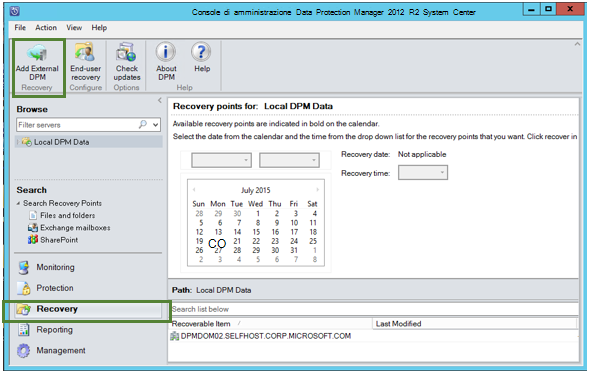 Console di amministrazione Data Protection Manager 2012 R2 System Center
File Action View Help
Add External DPM
End-user recovery
Check updates
About DPM
Help
Recovery Configure Options Help
Browse
Filter servers
Local DPM Data
Search
Search Recovery Points
Files and folders
Exchange mailboxes
SharePoint
Monitoring
Protection
Recovery
Reporting
Management
Recovery points for: Local DPM Data
Available recovery points are indicated in bold on the calendar.
Select the date from the calendar and the time from the drop down list for the recovery points that you want. Click recover in
Recovery date: Not applicable
Recovery time:
July 2015
Sun Mon Tue Wed Thu Fri Sat
28 29 30 1 2 3 4
5 6 7 8 9 10 11
12 13 14 15 16 17 18
19 CO 21 22 23 24 25
26 27 28 29 30 31 1
2 3 4 5 6 7 8
Path: Local DPM Data
Search list below
Recoverable Item / Last Modified
DPMDOM02.SELFHOST.CORP.MICROSOFT.COM